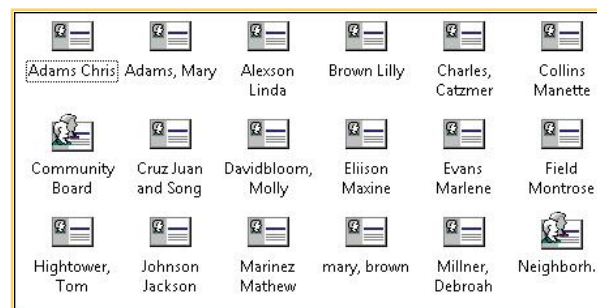 Adams Chris Adams, Mary Alexson Brown Lilly Charles, Collins
Linda Catzmer Manette
Community Cruz Juan Davidbloom, Eliison Evans Field
Board and Song Molly Maxine Marlene Montrose
Hightower, Johnson Marinez mary, brown Millner, Neighborh.
Tom Jackson Mathew Debroah